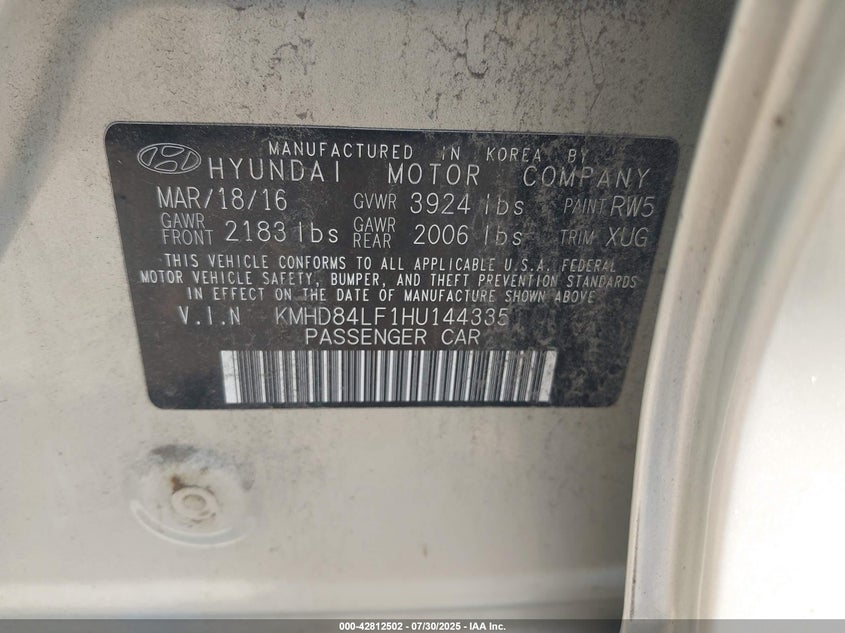 MANUFACTURED IN KOREA BY
HYUNDAI MOTOR COMPANY
MAR/18/16 GVWR 3924 lbs PAINT RW5
GAWR FRONT 2183 lbs GAWR REAR 2006 lbs TRIM XUG
THIS VEHICLE CONFORMS TO ALL APPLICABLE U.S.A. FEDERAL
MOTOR VEHICLE SAFETY, BUMPER, AND THEFT PREVENTION STANDARDS
IN EFFECT ON THE DATE OF MANUFACTURE SHOWN ABOVE
V.I.N KMHD84LF1HU144335
PASSENGER CAR
000-42812502 - 07/30/2025 - IAA Inc.